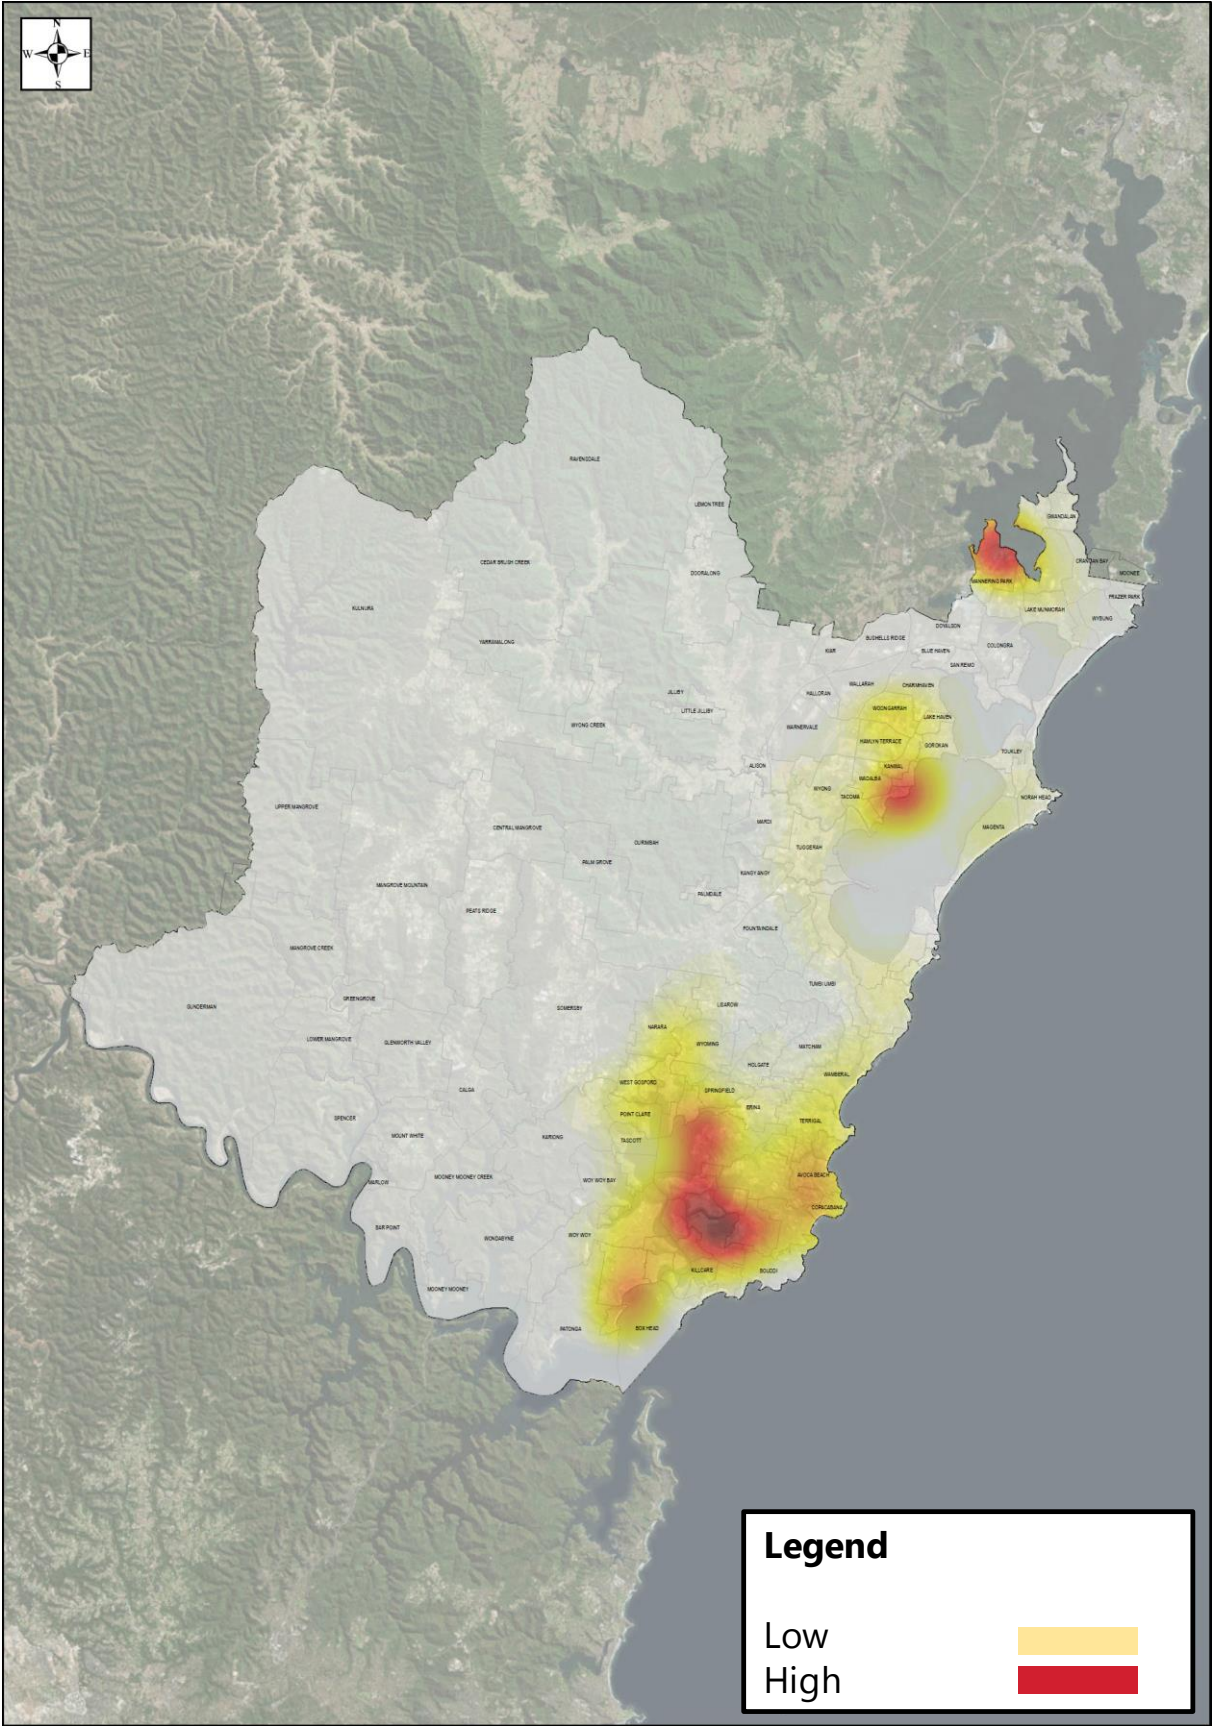 N
W E
S
RAVENSDALE
LEMON TREE
GWANDALAN
CEDAR BRUSH CREEK
CRANGAN BAY
DOORALONG
MOONEE
MANNERING PARK
FRAZER PARK
KULNURA
LAKE MUNMORAH
WYBUNG
DOYALSON
BUSHELLS RIDGE
YARRAMALONG
COLONGRA
KIAR
BLUE HAVEN
SAN REMO
WALLARAH
CHARMHAVEN
JILLIBY
HALLORAN
LITTLE JILLIBY
WOONGARRAH
LAKE HAVEN
WYONG CREEK
WARNERVALE
HAMLYN TERRACE
GOROKAN
TOUKLEY
ALISON
KANWAL
WADALBA
WYONG
TACOMA
NORAH HEAD
UPPER MANGROVE
MARDI
CENTRAL MANGROVE
MAGENTA
OURIMBAH
TUGGERAH
PALM GROVE
KANGY ANGY
MANGROVE MOUNTAIN
PALMDALE
PEATS RIDGE
FOUNTAINDALE
MANGROVE CREEK
TUMBI UMBI
GREENGROVE
GUNDERMAN
SOMERSBY
LISAROW
NARARA
LOWER MANGROVE
GLENWORTH VALLEY
WYOMING
MATCHAM
HOLGATE
WAMBERAL
WEST GOSFORD
CALGA
SPRINGFIELD
ERINA
POINT CLARE
SPENCER
TERRIGAL
MOUNT WHITE
KARIONG
TASCOTT
AVOCA BEACH
MOONEY MOONEY CREEK
WOY WOY BAY
MARLOW
COPACABANA
BAR POINT
WOY WOY
WONDABYNE
KILLCARE
BOUDDI
MOONEY MOONEY
PATONGA
BOX HEAD
Legend
Low
High